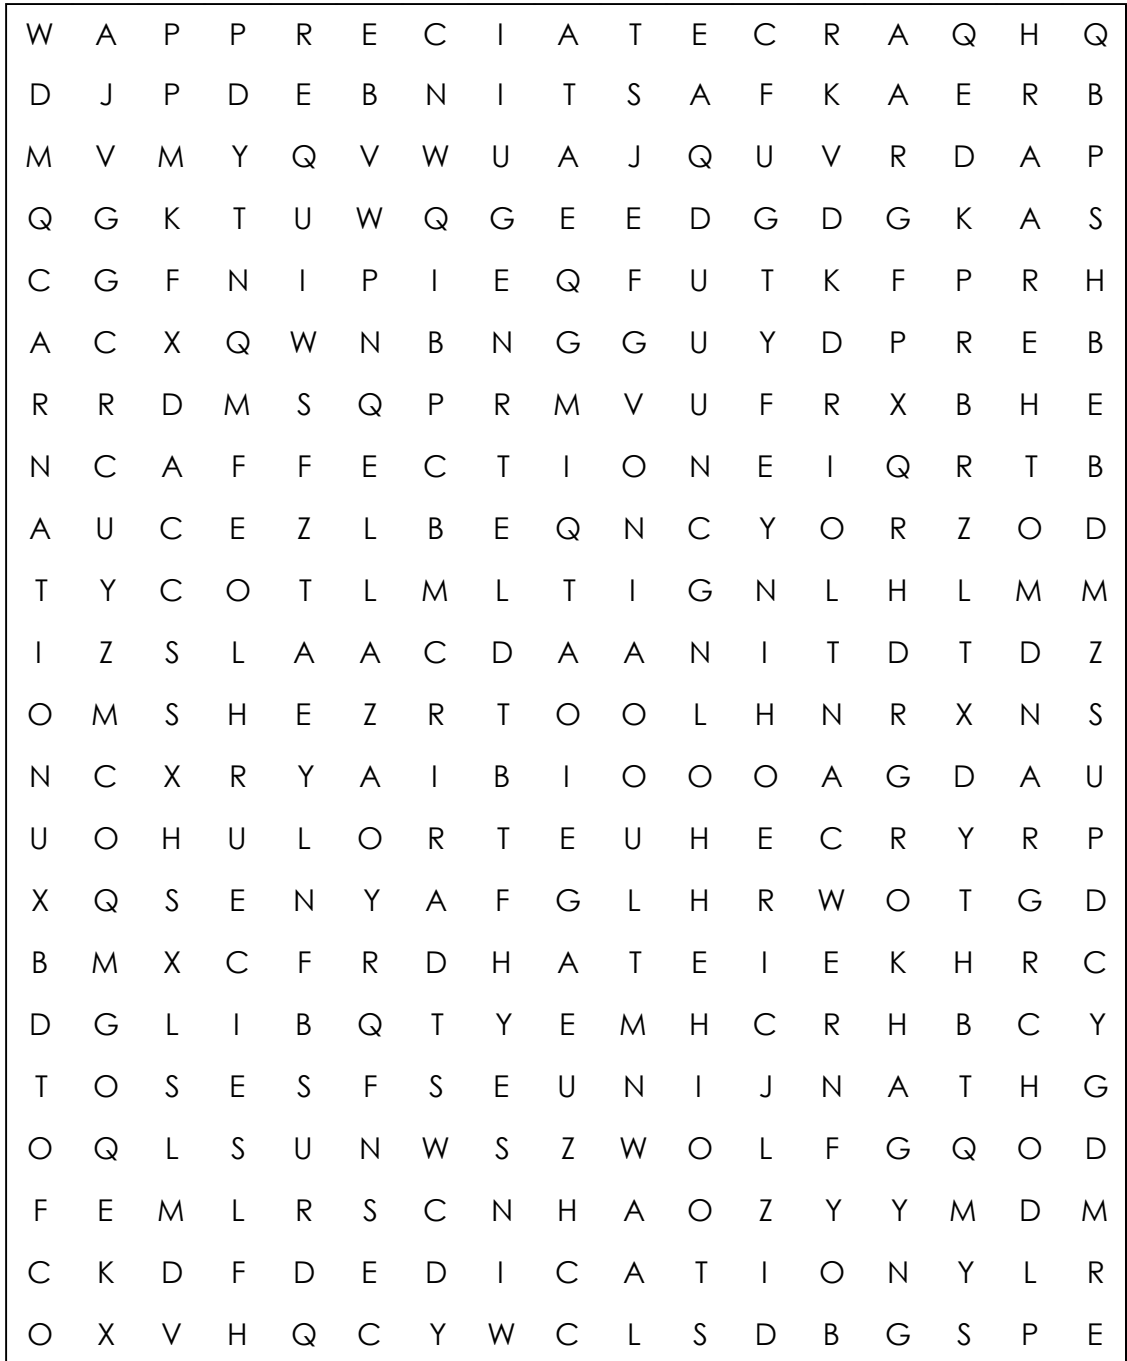 W A P P R E C I A T E C R A Q H Q
D J P D E B N I T S A F K A E R B
M V M Y Q V W U A J Q U V R D A P
Q G K T U W Q G E E D G D G K A S
C G F N I P I E Q F U T K F P R H
A C X Q W N B N G G U Y D P R E B
R R D M S Q P R M V U F R X B H E
N C A F F E C T I O N E I Q R T B
A U C E Z L B E Q N C Y O R Z O D
T Y C O T L M L T I G N L H L M M
I Z S L A A C D A A N I T D T D Z
O M S H E Z R T O O L H N R X N S
N C X R Y A I B I O O O A G D A U
U O H U L O R T E U H E C R Y R P
X Q S E N Y A F G L H R W O T G D
B M X C F R D H A T E I E K H R C
D G L I B Q T Y E M H C R H B C Y
T O S E S F S E U N I J N A T H G
O Q L S U N W S Z W O L F G Q O D
F E M L R S C N H A O Z Y Y M D M
C K D F D E D I C A T I O N Y L R
O X V H Q C Y W C L S D B G S P E